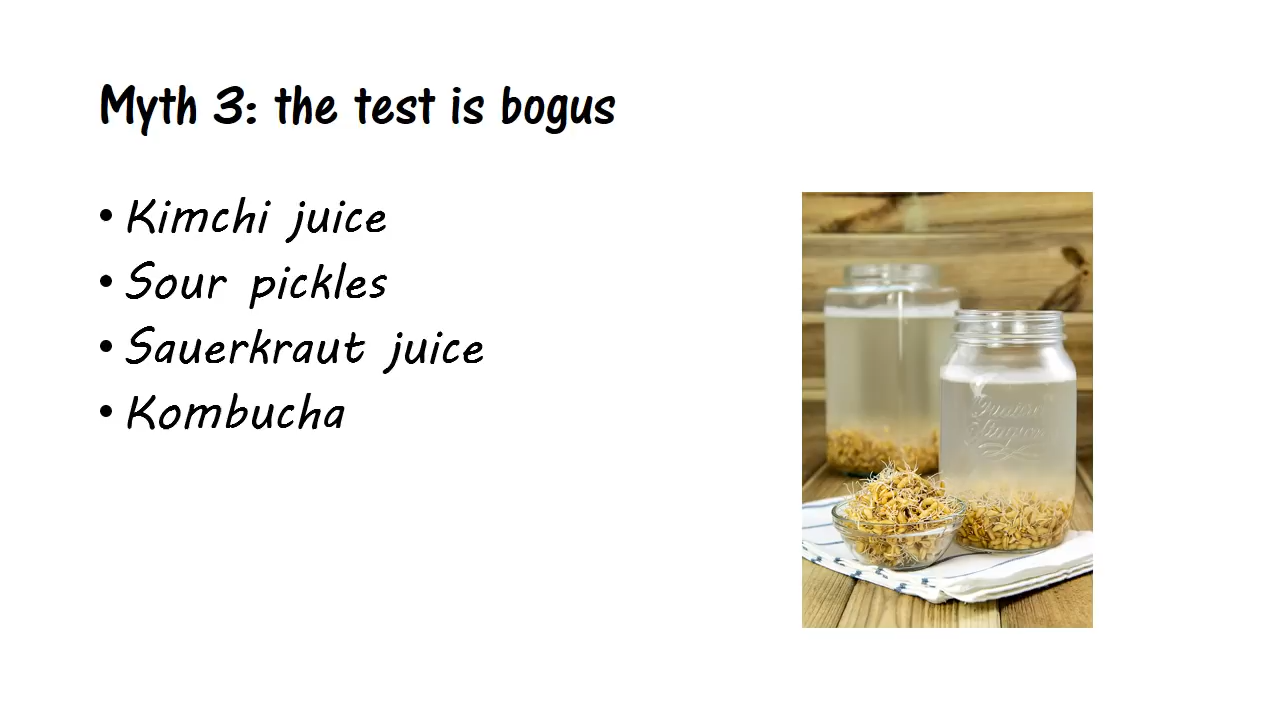 Myth 3: the test is bogus
• Kimchi juice
• Sour pickles
• Sauerkraut juice
• Kombucha